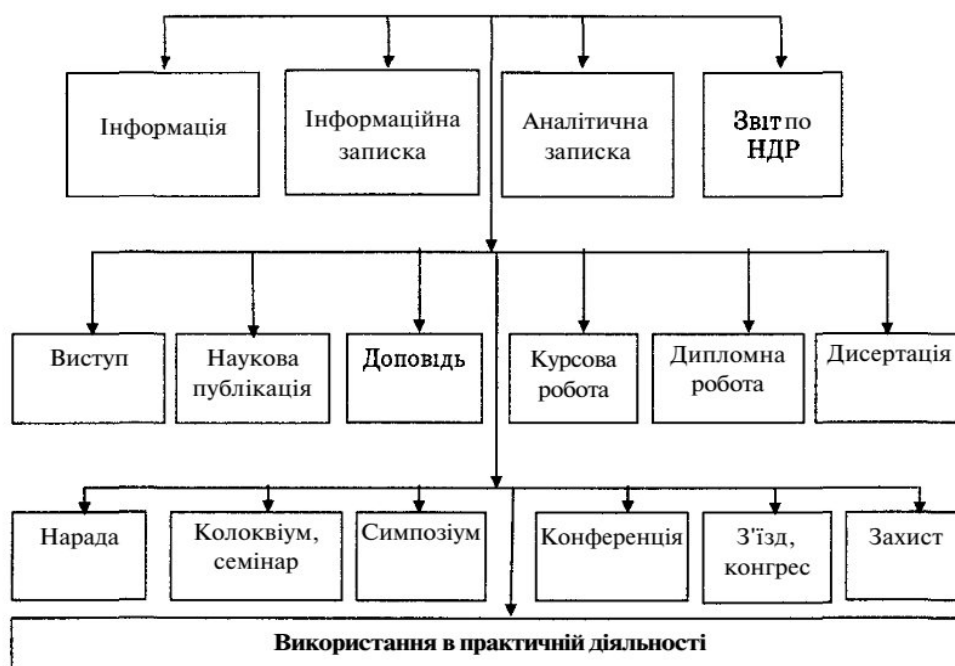 Інформація
Інформаційна
записка
Аналітична
записка
Звіт по
НДР
Виступ
Наукова
публікація
Доповідь
Курсова
робота
Дипломна
робота
Дисертація
Нарада
Колоквіум,
семінар
Симпозіум
Конференція
З'їзд,
конгрес
Захист
Використання в практичній діяльності